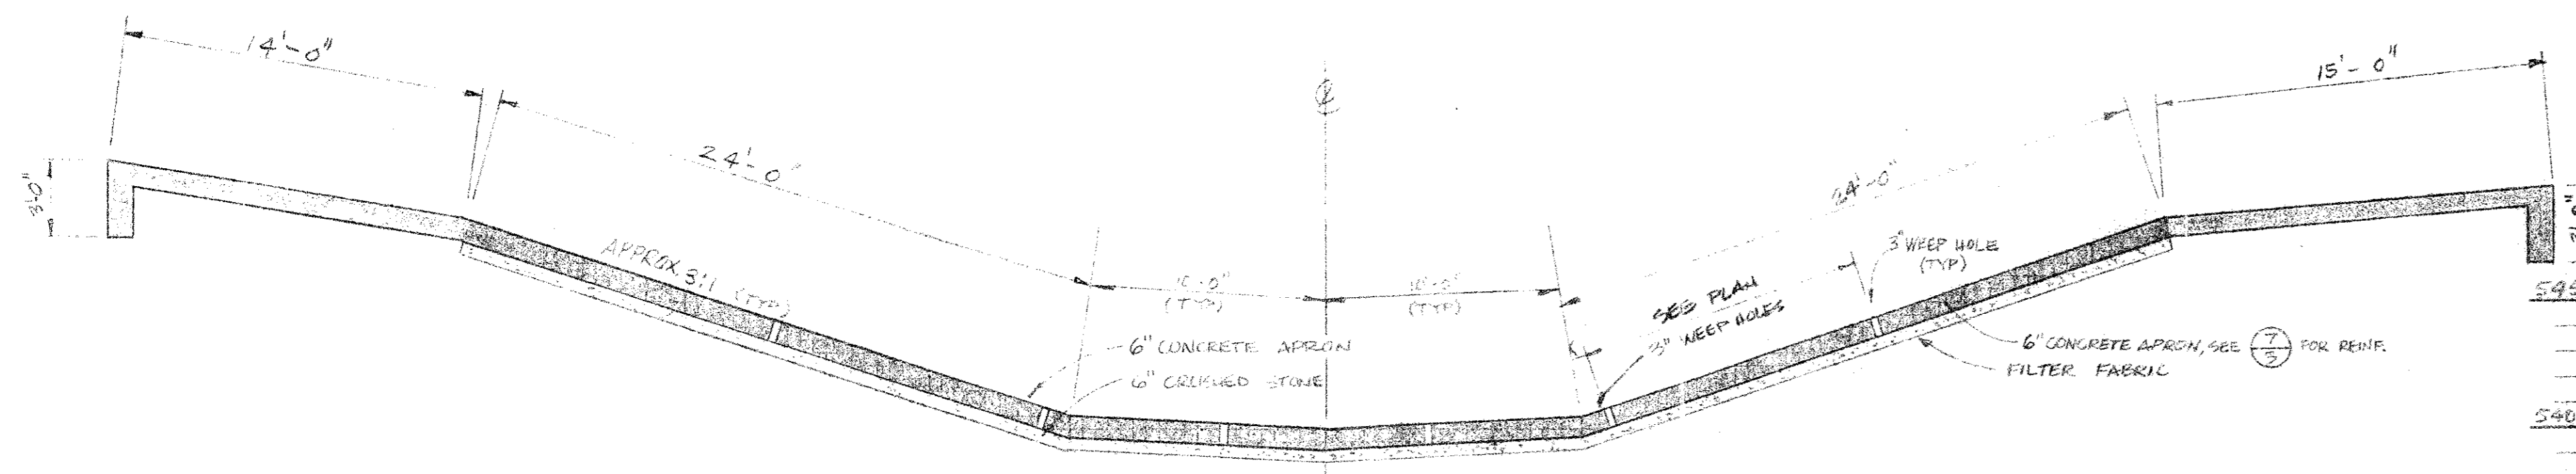 14'-0"
15'-0"
℄
24'-0"
24'-0"
3'-0"
APPROX. 3:1 (TYP)
3" WEEP HOLE
(TYP)
10'-0"
(TYP)
10'-0"
(TYP)
SEE PLAN
3" WEEP HOLES
6" CONCRETE APRON
6" CRUSHED STONE
6" CONCRETE APRON, SEE 7/5 FOR REINF.
FILTER FABRIC
545
540